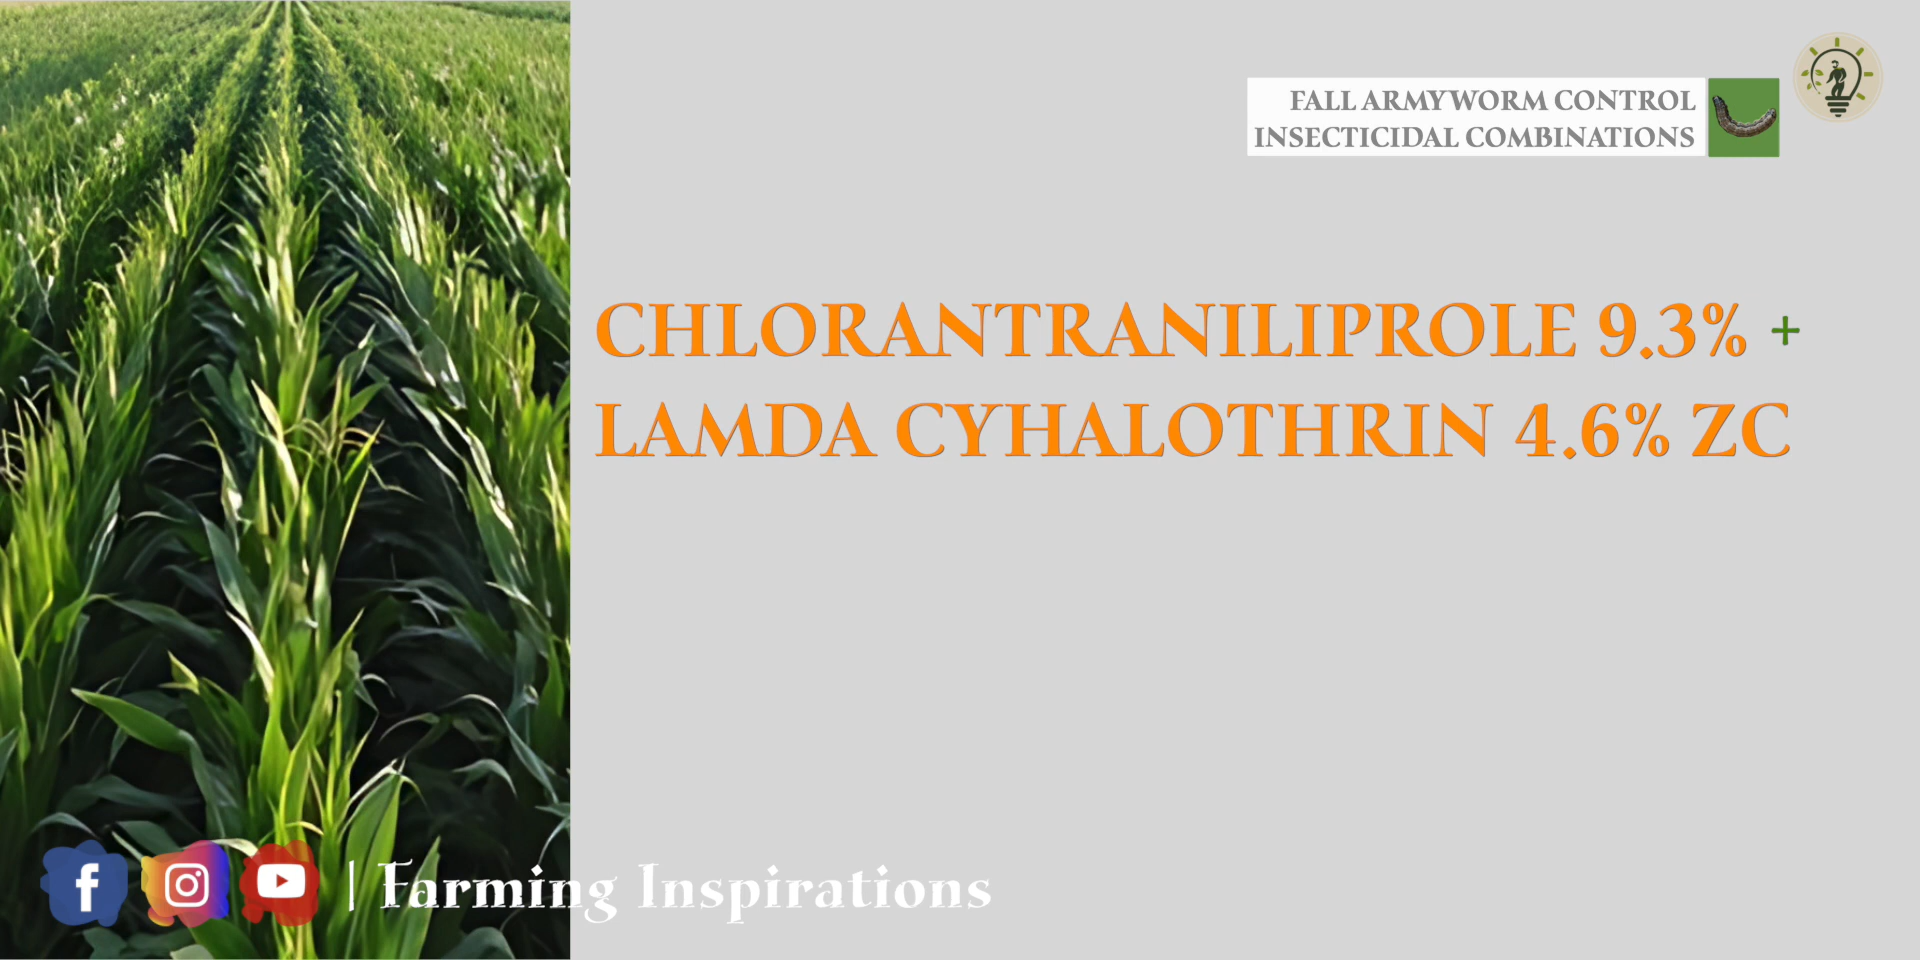 FALL ARMYWORM CONTROL
INSECTICIDAL COMBINATIONS
CHLORANTRANILIPROLE 9.3% +
LAMDA CYHALOTHRIN 4.6% ZC
| Farming Inspirations